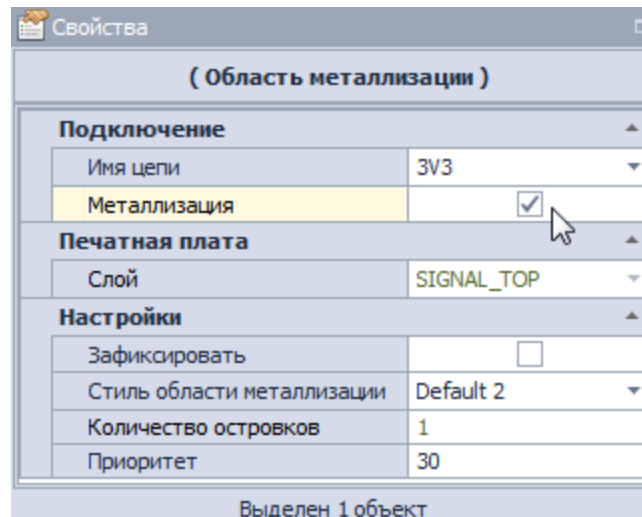 Свойства
( Область металлизации )
Подключение
Имя цепи 3V3
Металлизация
Печатная плата
Слой SIGNAL_TOP
Настройки
Зафиксировать
Стиль области металлизации Default 2
Количество островков 1
Приоритет 30
Выделен 1 объект